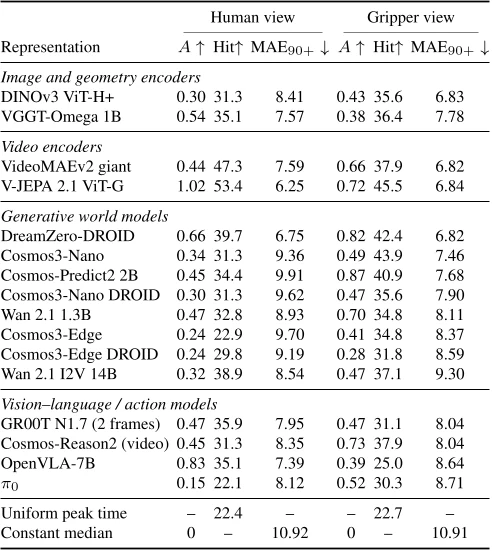 Human view Gripper view
Representation A ↑ Hit↑ MAE90+ ↓ A ↑ Hit↑ MAE90+ ↓
Image and geometry encoders
DINOv3 ViT-H+ 0.30 31.3 8.41 0.43 35.6 6.83
VGGT-Omega 1B 0.54 35.1 7.57 0.38 36.4 7.78
Video encoders
VideoMAEv2 giant 0.44 47.3 7.59 0.66 37.9 6.82
V-JEPA 2.1 ViT-G 1.02 53.4 6.25 0.72 45.5 6.84
Generative world models
DreamZero-DROID 0.66 39.7 6.75 0.82 42.4 6.82
Cosmos3-Nano 0.34 31.3 9.36 0.49 43.9 7.46
Cosmos-Predict2 2B 0.45 34.4 9.91 0.87 40.9 7.68
Cosmos3-Nano DROID 0.30 31.3 9.62 0.47 35.6 7.90
Wan 2.1 1.3B 0.47 32.8 8.93 0.70 34.8 8.11
Cosmos3-Edge 0.24 22.9 9.70 0.41 34.8 8.37
Cosmos3-Edge DROID 0.24 29.8 9.19 0.28 31.8 8.59
Wan 2.1 I2V 14B 0.32 38.9 8.54 0.47 37.1 9.30
Vision–language / action models
GR00T N1.7 (2 frames) 0.47 35.9 7.95 0.47 31.1 8.04
Cosmos-Reason2 (video) 0.45 31.3 8.35 0.73 37.9 8.04
OpenVLA-7B 0.83 35.1 7.39 0.39 25.0 8.64
π0 0.15 22.1 8.12 0.52 30.3 8.71
Uniform peak time – 22.4 – – 22.7 –
Constant median 0 – 10.92 0 – 10.91